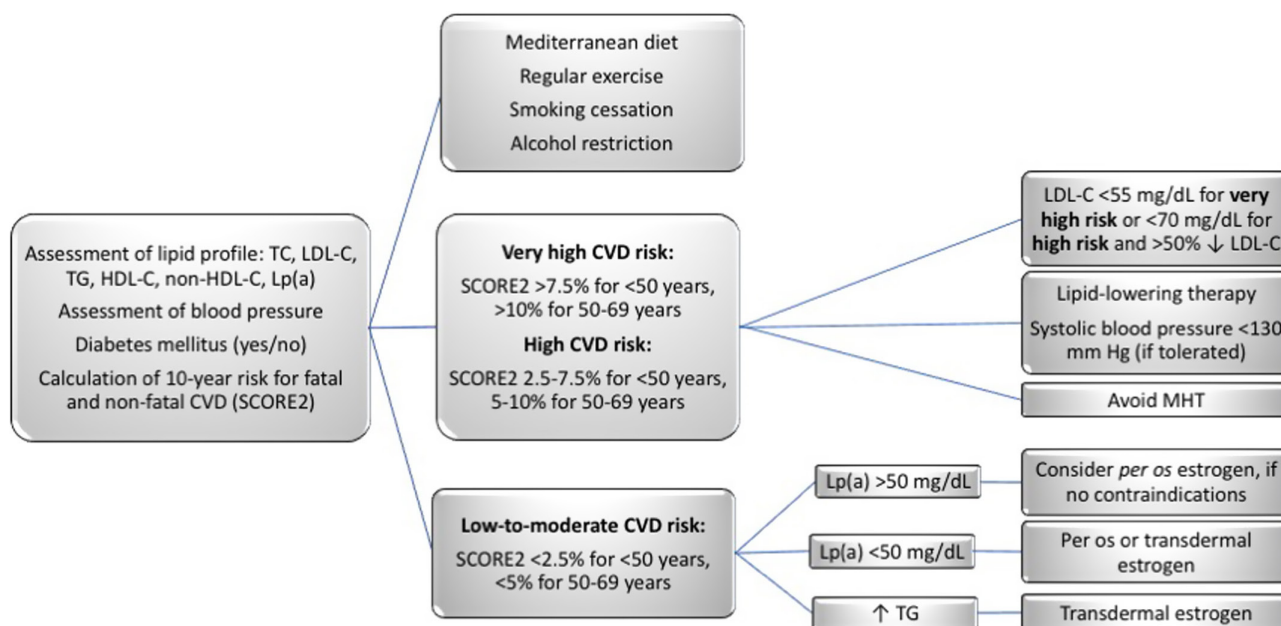 Mediterranean diet
Regular exercise
Smoking cessation
Alcohol restriction
Assessment of lipid profile: TC, LDL-C,
TG, HDL-C, non-HDL-C, Lp(a)
Assessment of blood pressure
Diabetes mellitus (yes/no)
Calculation of 10-year risk for fatal
and non-fatal CVD (SCORE2)
Very high CVD risk:
SCORE2 >7.5% for <50 years,
>10% for 50-69 years
High CVD risk:
SCORE2 2.5-7.5% for <50 years,
5-10% for 50-69 years
LDL-C <55 mg/dL for very
high risk or <70 mg/dL for
high risk and >50% ↓ LDL-C
Lipid-lowering therapy
Systolic blood pressure <130
mm Hg (if tolerated)
Avoid MHT
Low-to-moderate CVD risk:
SCORE2 <2.5% for <50 years,
<5% for 50-69 years
Lp(a) >50 mg/dL
Consider per os estrogen, if
no contraindications
Lp(a) <50 mg/dL
Per os or transdermal
estrogen
↑ TG
Transdermal estrogen